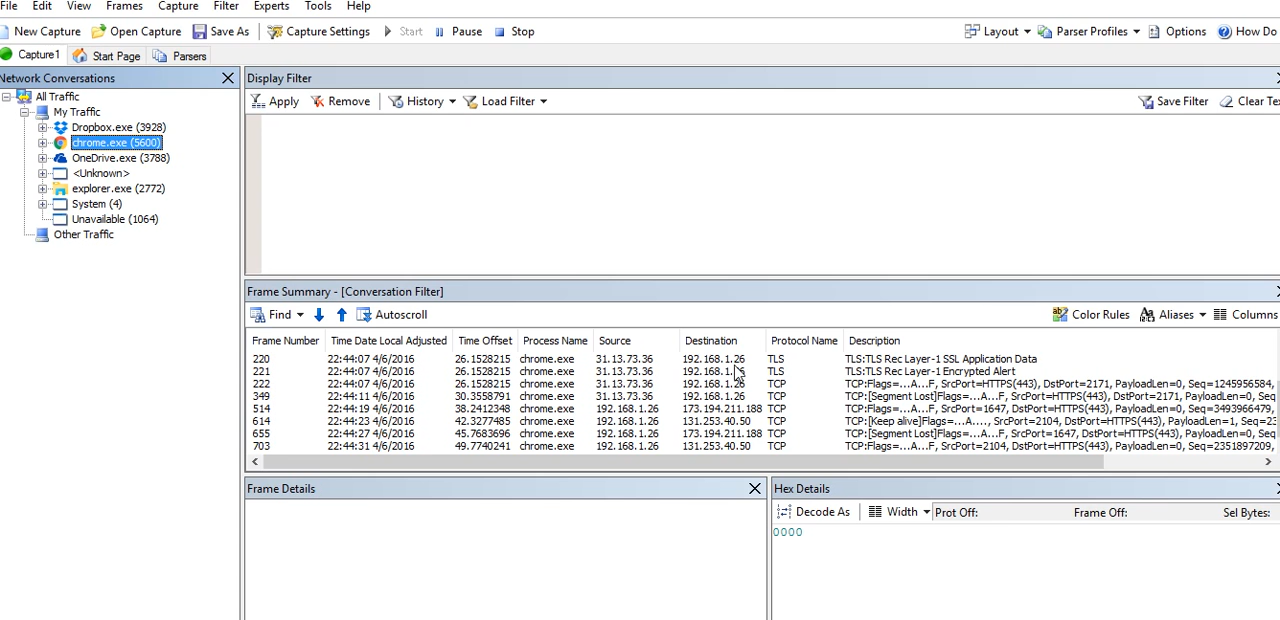 File Edit View Frames Capture Filter Experts Tools Help
New Capture Open Capture Save As Capture Settings Start Pause Stop Layout Parser Profiles Options How Do
Capture1 Start Page Parsers
Network Conversations
All Traffic
My Traffic
Dropbox.exe (3928)
chrome.exe (5600)
OneDrive.exe (3788)
<Unknown>
explorer.exe (2772)
System (4)
Unavailable (1064)
Other Traffic
Display Filter
Apply Remove History Load Filter Save Filter Clear Tex
Frame Summary - [Conversation Filter]
Find Autoscroll Color Rules Aliases Columns
Frame Number Time Date Local Adjusted Time Offset Process Name Source Destination Protocol Name Description
220 22:44:07 4/6/2016 26.1528215 chrome.exe 31.13.73.36 192.168.1.26 TLS TLS:TLS Rec Layer-1 SSL Application Data
221 22:44:07 4/6/2016 26.1528215 chrome.exe 31.13.73.36 192.168.1.26 TLS TLS:TLS Rec Layer-1 Encrypted Alert
222 22:44:07 4/6/2016 26.1528215 chrome.exe 31.13.73.36 192.168.1.26 TCP TCP:Flags=...A...F, SrcPort=HTTPS(443), DstPort=2171, PayloadLen=0, Seq=1245956584,
349 22:44:11 4/6/2016 30.3558791 chrome.exe 31.13.73.36 192.168.1.26 TCP TCP:[Segment Lost]Flags=...A...F, SrcPort=HTTPS(443), DstPort=2171, PayloadLen=0, Seq
514 22:44:19 4/6/2016 38.2412348 chrome.exe 192.168.1.26 173.194.211.188 TCP TCP:Flags=...A...F, SrcPort=1647, DstPort=HTTPS(443), PayloadLen=0, Seq=3493966479,
614 22:44:23 4/6/2016 42.3277485 chrome.exe 192.168.1.26 131.253.40.50 TCP TCP:[Keep alive]Flags=...A...., SrcPort=2104, DstPort=HTTPS(443), PayloadLen=1, Seq=23
655 22:44:27 4/6/2016 45.7683696 chrome.exe 192.168.1.26 173.194.211.188 TCP TCP:[Segment Lost]Flags=...A...F, SrcPort=1647, DstPort=HTTPS(443), PayloadLen=0, Seq
703 22:44:31 4/6/2016 49.7740241 chrome.exe 192.168.1.26 131.253.40.50 TCP TCP:Flags=...A...F, SrcPort=2104, DstPort=HTTPS(443), PayloadLen=0, Seq=2351897209,
Frame Details
Hex Details
Decode As Width Prot Off: Frame Off: Sel Bytes:
0000